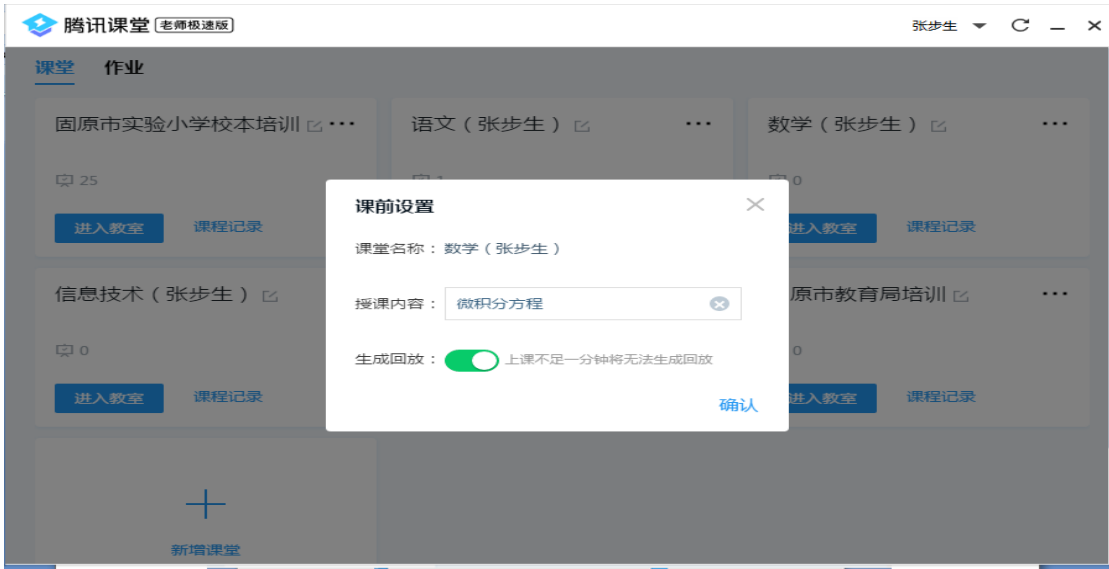 腾讯课堂 老师极速版 张步生
课堂 作业
固原市实验小学校本培训 语文（张步生） 数学（张步生）
25 1 0
课前设置
进入教室 课程记录 进入教室 课程记录
课堂名称：数学（张步生）
信息技术（张步生） 原市教育局培训
授课内容：微积分方程
0 0
生成回放：上课不足一分钟将无法生成回放
进入教室 课程记录 进入教室 课程记录
确认
新增课堂